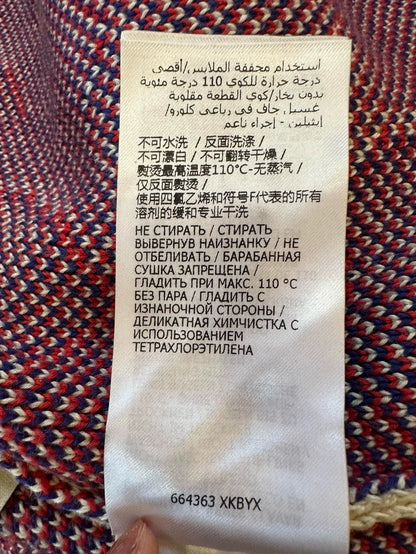 استخدام مجففة الملابس/أقصى
درجة حرارة للكوي 110 درجة مئوية
بدون بخار/كوي القطعة مقلوبة
غسيل جاف في رباعي كلورو/
إيثيلين - إجراء ناعم
不可水洗 / 反面洗涤 /
不可漂白 / 不可翻转干燥 /
熨烫最高温度110°C-无蒸汽 /
仅反面熨烫 /
使用四氯乙烯和符号F代表的所有
溶剂的缓和专业干洗
НЕ СТИРАТЬ / СТИРАТЬ
ВЫВЕРНУВ НАИЗНАНКУ / НЕ
ОТБЕЛИВАТЬ / БАРАБАННАЯ
СУШКА ЗАПРЕЩЕНА /
ГЛАДИТЬ ПРИ МАКС. 110 °C
БЕЗ ПАРА / ГЛАДИТЬ С
ИЗНАНОЧНОЙ СТОРОНЫ /
ДЕЛИКАТНАЯ ХИМЧИСТКА С
ИСПОЛЬЗОВАНИЕМ
ТЕТРАХЛОРЭТИЛЕНА
664363 XKBYX